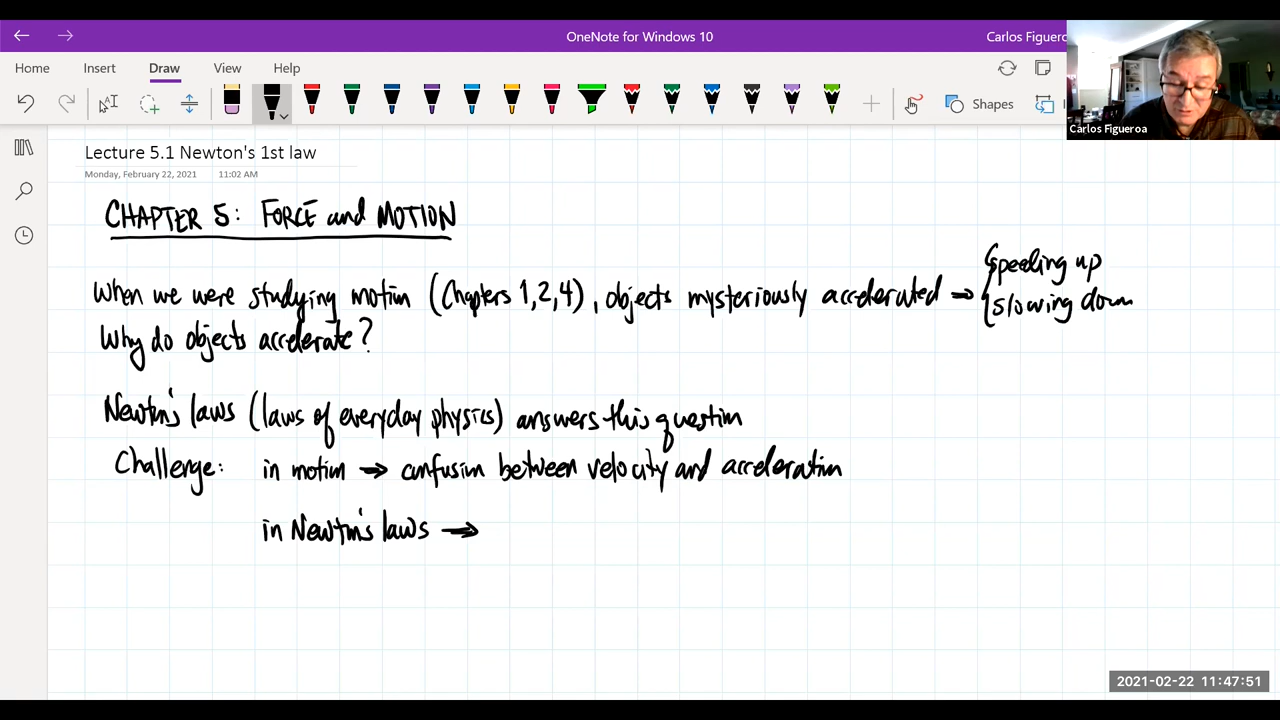 OneNote for Windows 10
Carlos Figuero
Home Insert Draw View Help
Shapes
Carlos Figueroa
Lecture 5.1 Newton's 1st law
Monday, February 22, 2021 11:02 AM
CHAPTER 5: FORCE and MOTION
When we were studying motion (Chapters 1,2,4), objects mysteriously accelerated → { speeding up
slowing down
Why do objects accelerate?
Newton's laws (laws of everyday physics) answers this question
Challenge: in motion → confusion between velocity and acceleration
in Newton's laws →
2021-02-22 11:47:51